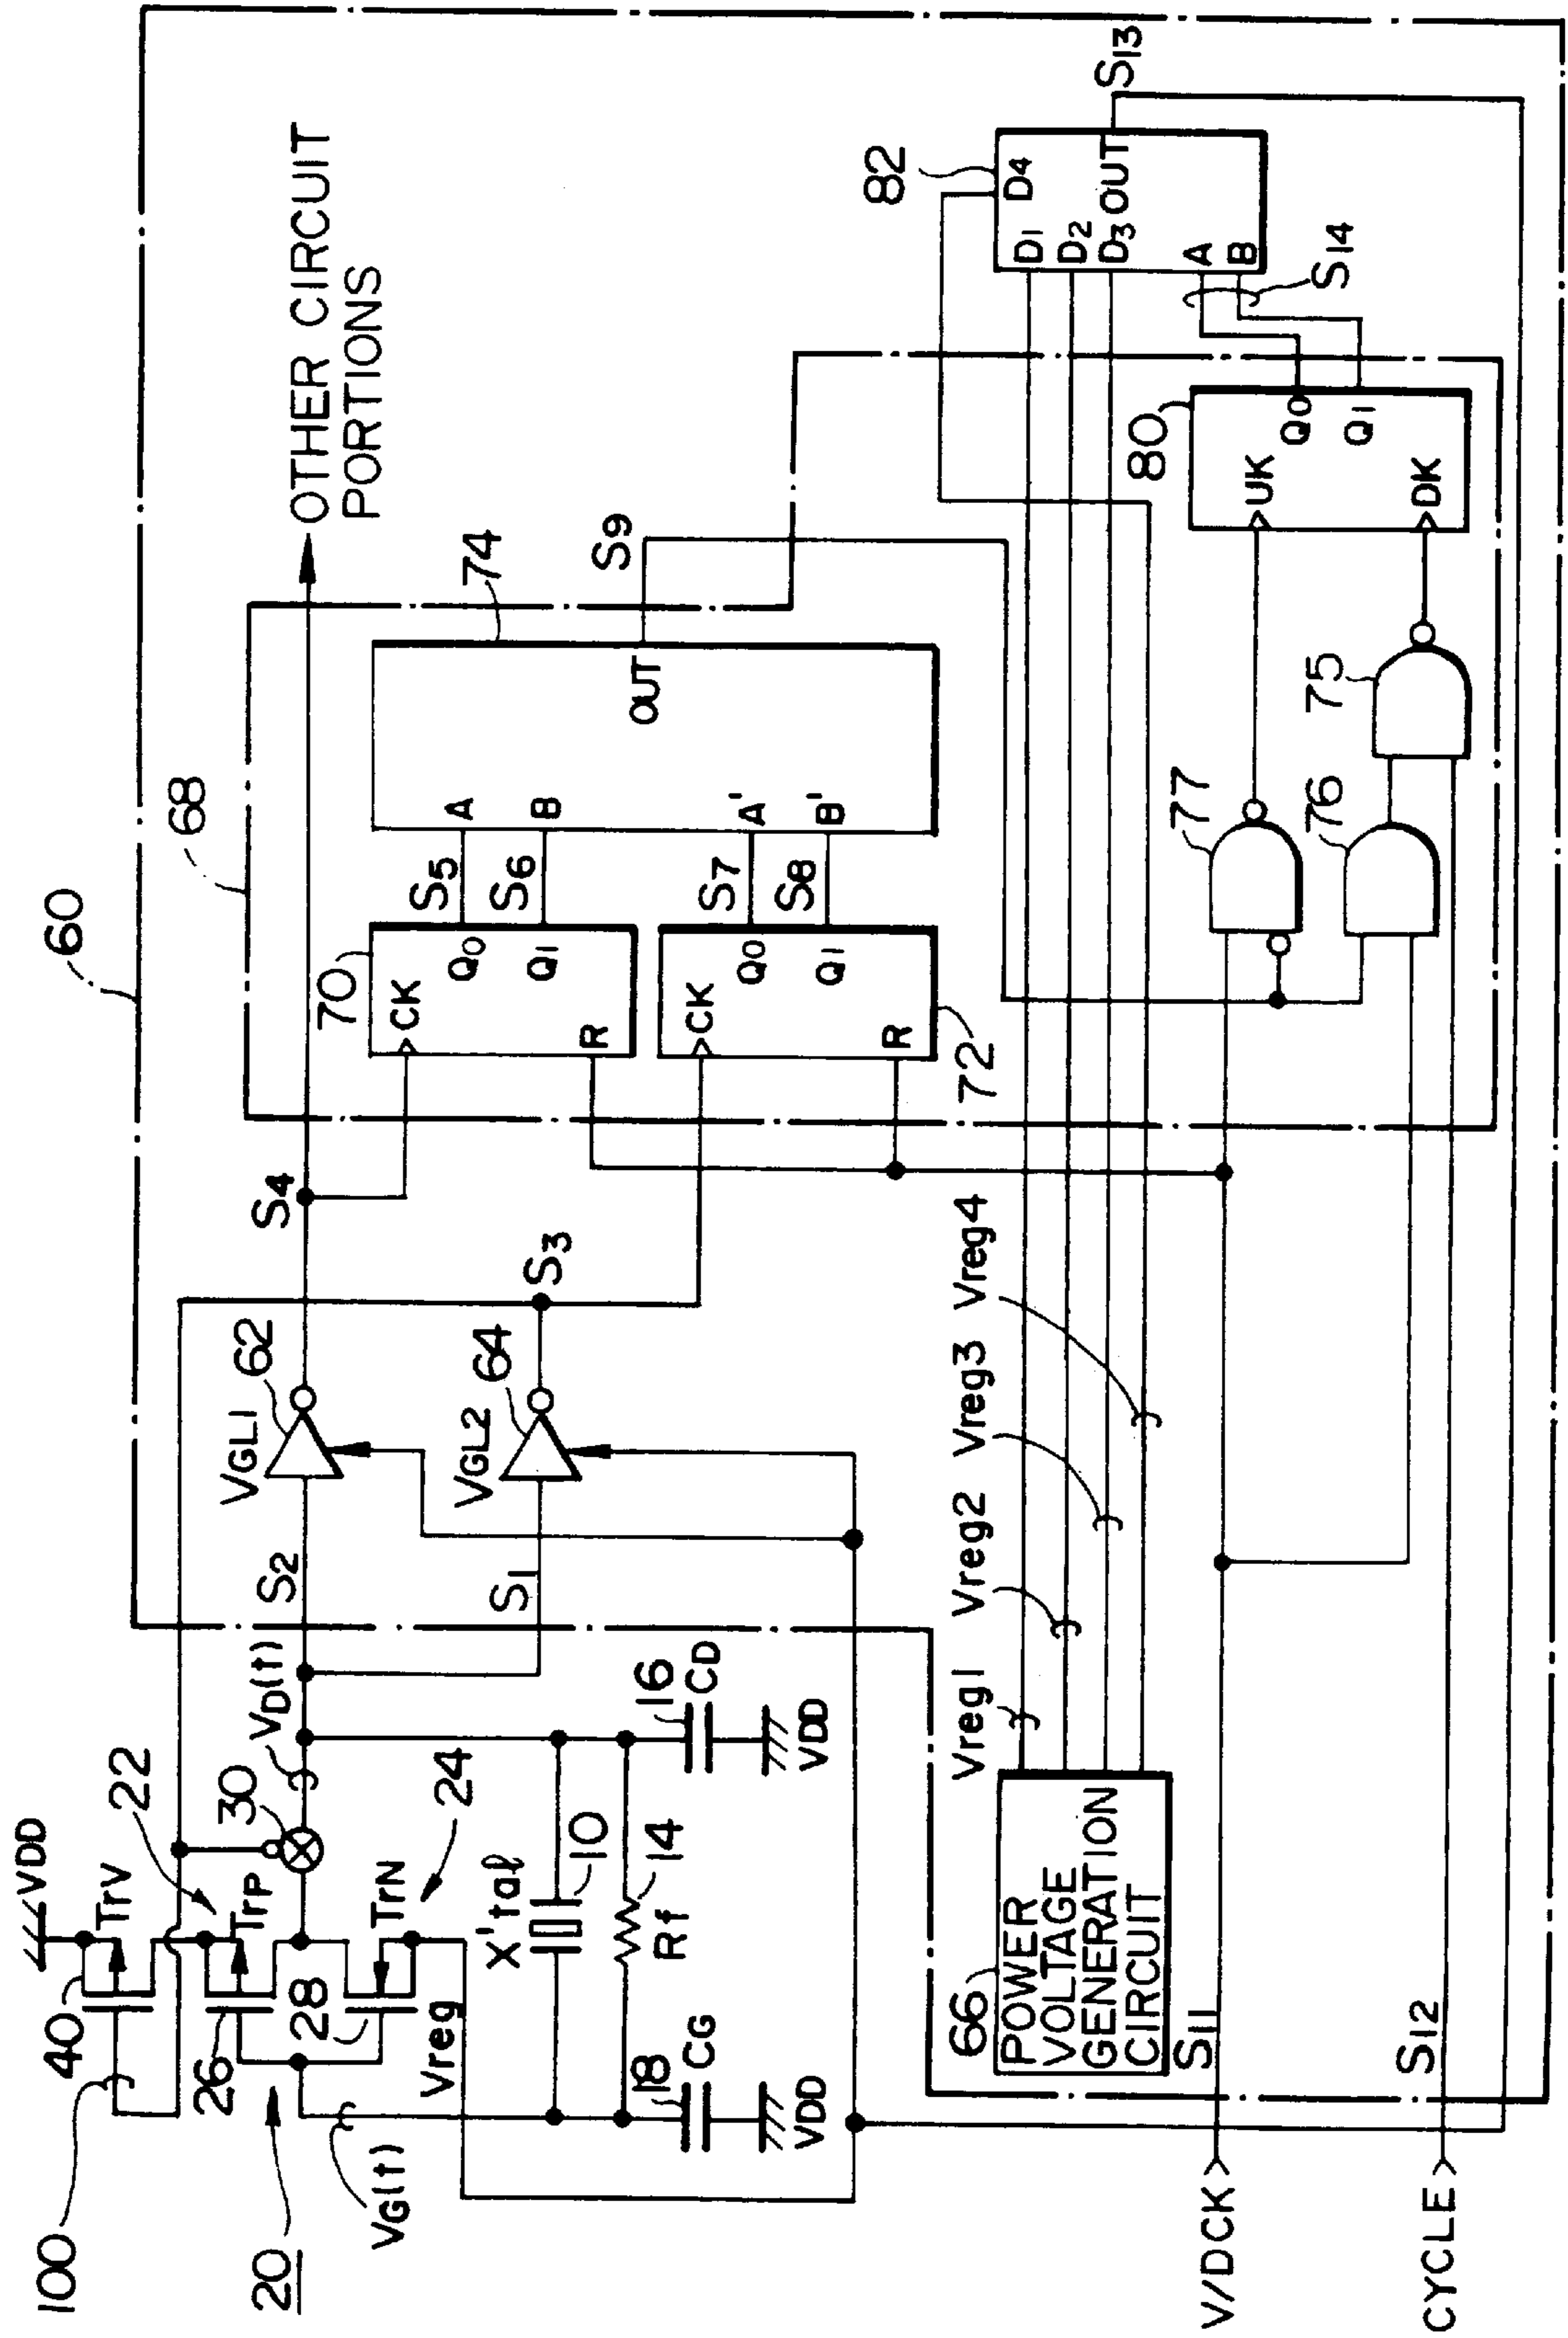 60
68
OTHER CIRCUIT
PORTIONS
100
40
VDD
TrV
22
30
VD(t)
S2
VGL1
62
S4
20
26
TrP
28
TrN
24
VG(t)
Vreg
X'tal
10
Rf
14
18
CG
VDD
16
CD
VDD
S1
VGL2
64
S3
70
CK
Q0
Q1
R
S5
S6
72
CK
Q0
Q1
R
S7
S8
74
A
B
A'
B'
OUT
S9
66
POWER
VOLTAGE
GENERATION
CIRCUIT
Vreg1
Vreg2
Vreg3
Vreg4
82
D1
D2
D3
D4
OUT
A
B
S13
S14
80
UK
DK
Q0
Q1
77
76
75
V/DCK
S11
CYCLE
S12